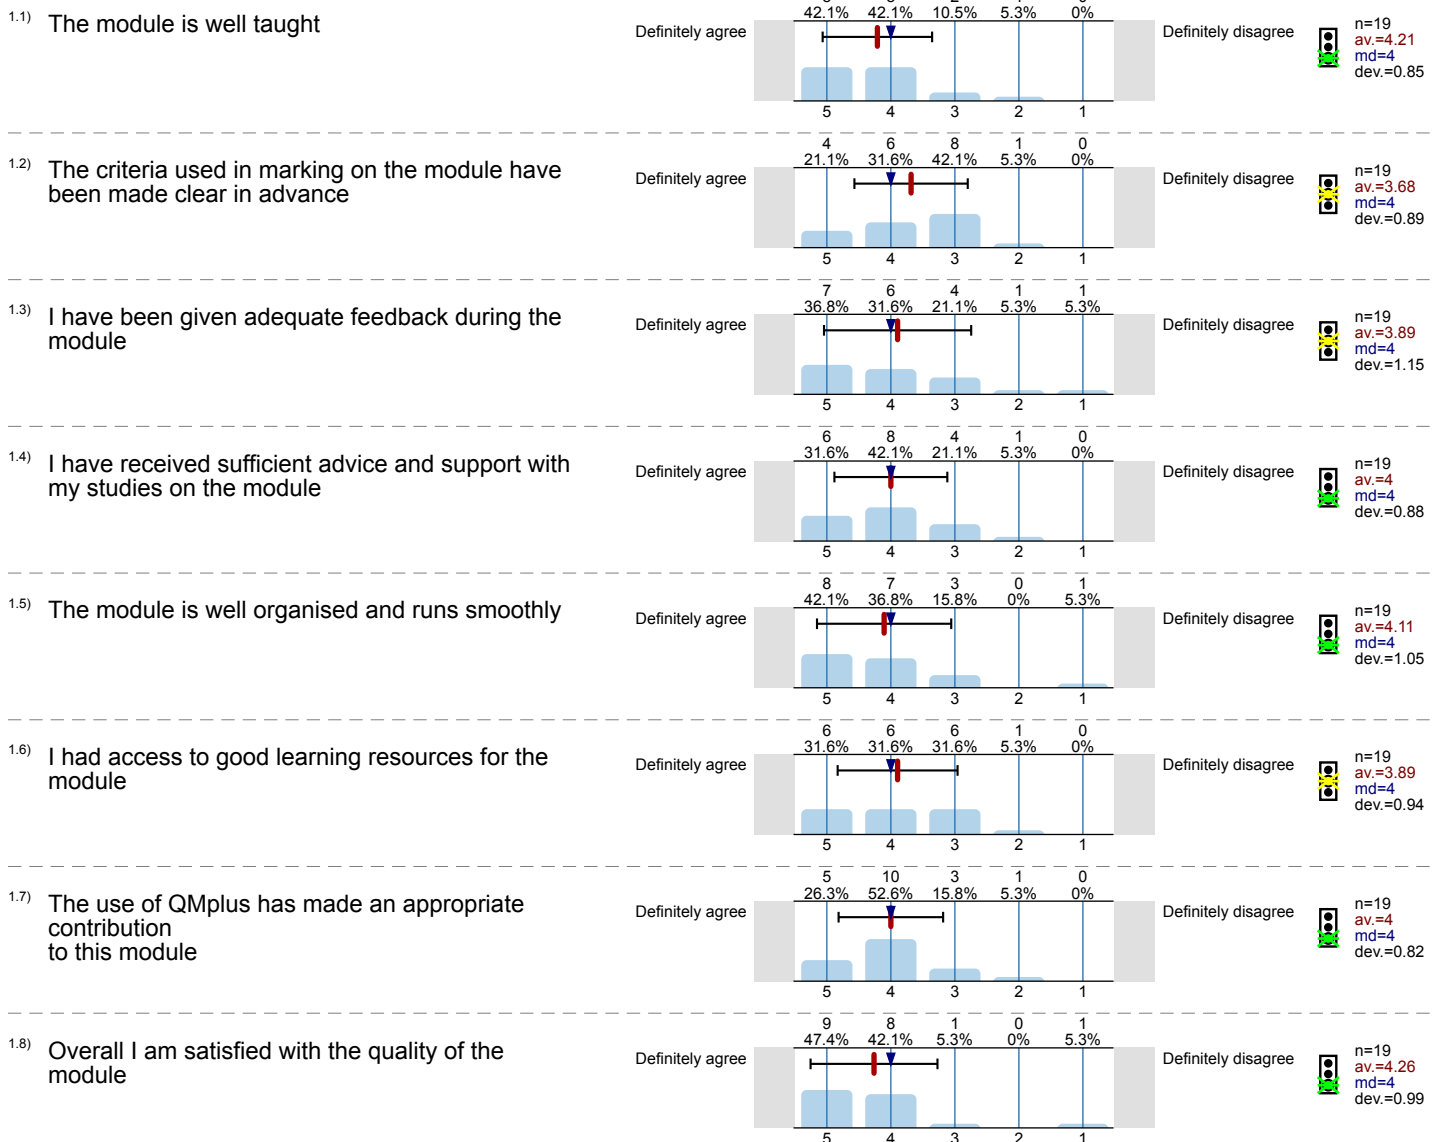 42.1% 42.1% 10.5% 5.3% 0%
1.1) The module is well taught
Definitely agree
Definitely disagree
n=19
av.=4.21
md=4
dev.=0.85
5 4 3 2 1
4 6 8 1 0
21.1% 31.6% 42.1% 5.3% 0%
1.2) The criteria used in marking on the module have
been made clear in advance
Definitely agree
Definitely disagree
n=19
av.=3.68
md=4
dev.=0.89
5 4 3 2 1
7 6 4 1 1
36.8% 31.6% 21.1% 5.3% 5.3%
1.3) I have been given adequate feedback during the
module
Definitely agree
Definitely disagree
n=19
av.=3.89
md=4
dev.=1.15
5 4 3 2 1
6 8 4 1 0
31.6% 42.1% 21.1% 5.3% 0%
1.4) I have received sufficient advice and support with
my studies on the module
Definitely agree
Definitely disagree
n=19
av.=4
md=4
dev.=0.88
5 4 3 2 1
8 7 3 0 1
42.1% 36.8% 15.8% 0% 5.3%
1.5) The module is well organised and runs smoothly
Definitely agree
Definitely disagree
n=19
av.=4.11
md=4
dev.=1.05
5 4 3 2 1
6 6 6 1 0
31.6% 31.6% 31.6% 5.3% 0%
1.6) I had access to good learning resources for the
module
Definitely agree
Definitely disagree
n=19
av.=3.89
md=4
dev.=0.94
5 4 3 2 1
5 10 3 1 0
26.3% 52.6% 15.8% 5.3% 0%
1.7) The use of QMplus has made an appropriate
contribution
to this module
Definitely agree
Definitely disagree
n=19
av.=4
md=4
dev.=0.82
5 4 3 2 1
9 8 1 0 1
47.4% 42.1% 5.3% 0% 5.3%
1.8) Overall I am satisfied with the quality of the
module
Definitely agree
Definitely disagree
n=19
av.=4.26
md=4
dev.=0.99
5 4 3 2 1